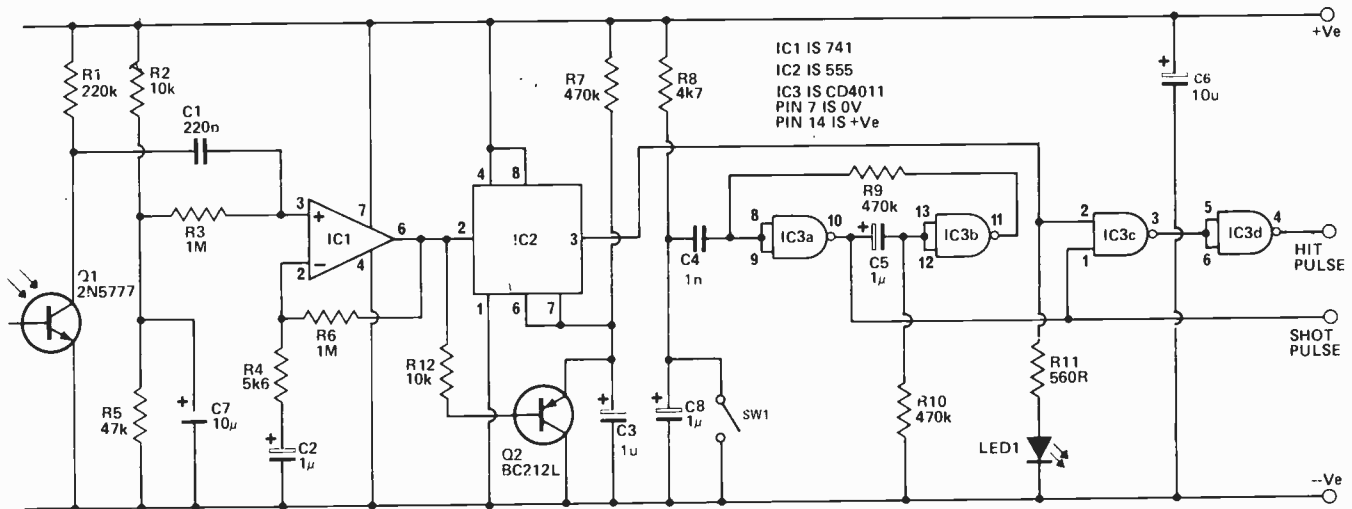 +Ve
R1
220k
R2
10k
C1
220n
R3
1M
Q1
2N5777
R5
47k
C7
10μ
3
+
IC1
7
6
−
2
4
R6
1M
R4
5k6
+
C2
1μ
R12
10k
Q2
BC212L
4
8
2
IC2
3
1
6
7
R7
470k
R8
4k7
+
C3
1u
+
C8
1μ
SW1
IC1 IS 741
IC2 IS 555
IC3 IS CD4011
PIN 7 IS 0V
PIN 14 IS +Ve
C4
1n
R9
470k
8
9
IC3a
10
+
C5
1μ
13
12
IC3b
11
R10
470k
2
1
IC3c
3
5
6
IC3d
4
+
C6
10u
HIT
PULSE
SHOT
PULSE
R11
560R
LED1
--Ve